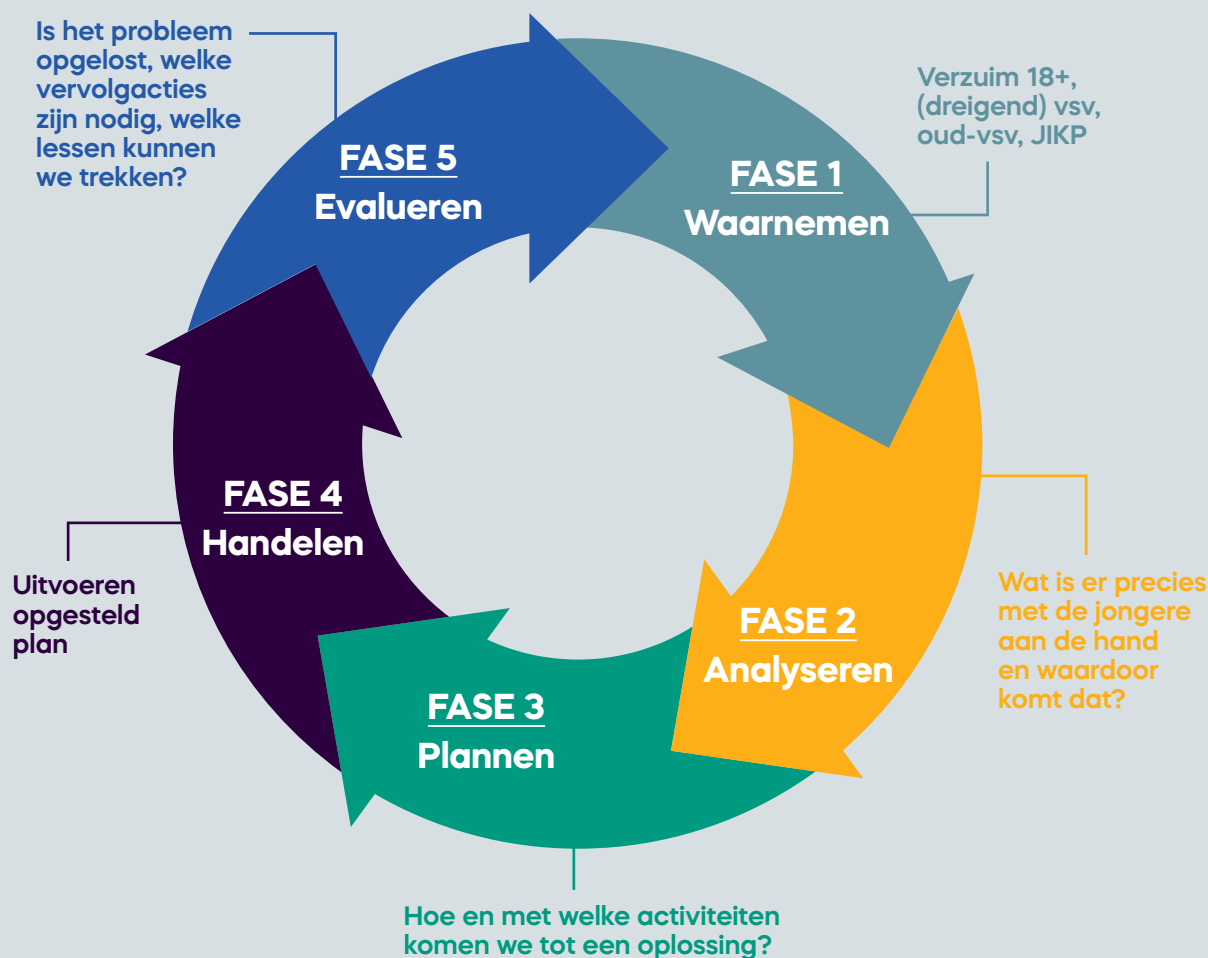 Is het probleem
opgelost, welke
vervolgacties
zijn nodig, welke
lessen kunnen
we trekken?
FASE 5
Evalueren
FASE 1
Waarnemen
Verzuim 18+,
(dreigend) vsv,
oud-vsv, JIKP
FASE 4
Handelen
Uitvoeren
opgesteld
plan
FASE 2
Analyseren
Wat is er precies
met de jongere
aan de hand
en waardoor
komt dat?
FASE 3
Plannen
Hoe en met welke activiteiten
komen we tot een oplossing?